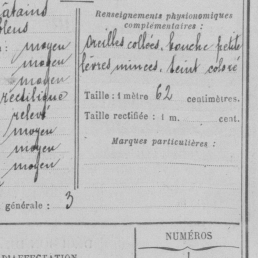 Châtains
bleus
moyen
moyen
moyen
rectiligne
relevé
moyen
moyen
moyen
générale : 3
Renseignements physionomiques
complémentaires :
oreilles collées, bouche petite
lèvres minces, teint coloré
Taille : 1 mètre 62 centimètres.
Taille rectifiée : 1 m. cent.
Marques particulières :
NUMÉROS
D'AFFECTATION